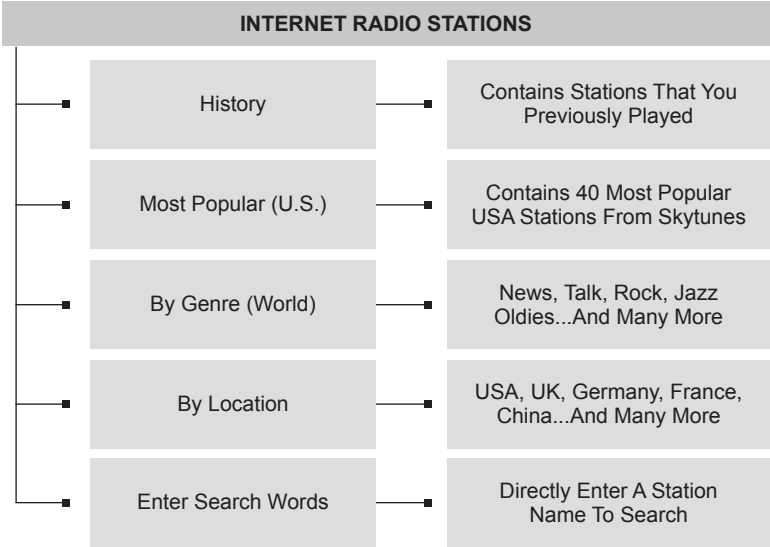 INTERNET RADIO STATIONS
History
Contains Stations That You
Previously Played
Most Popular (U.S.)
Contains 40 Most Popular
USA Stations From Skytunes
By Genre (World)
News, Talk, Rock, Jazz
Oldies...And Many More
By Location
USA, UK, Germany, France,
China...And Many More
Enter Search Words
Directly Enter A Station
Name To Search